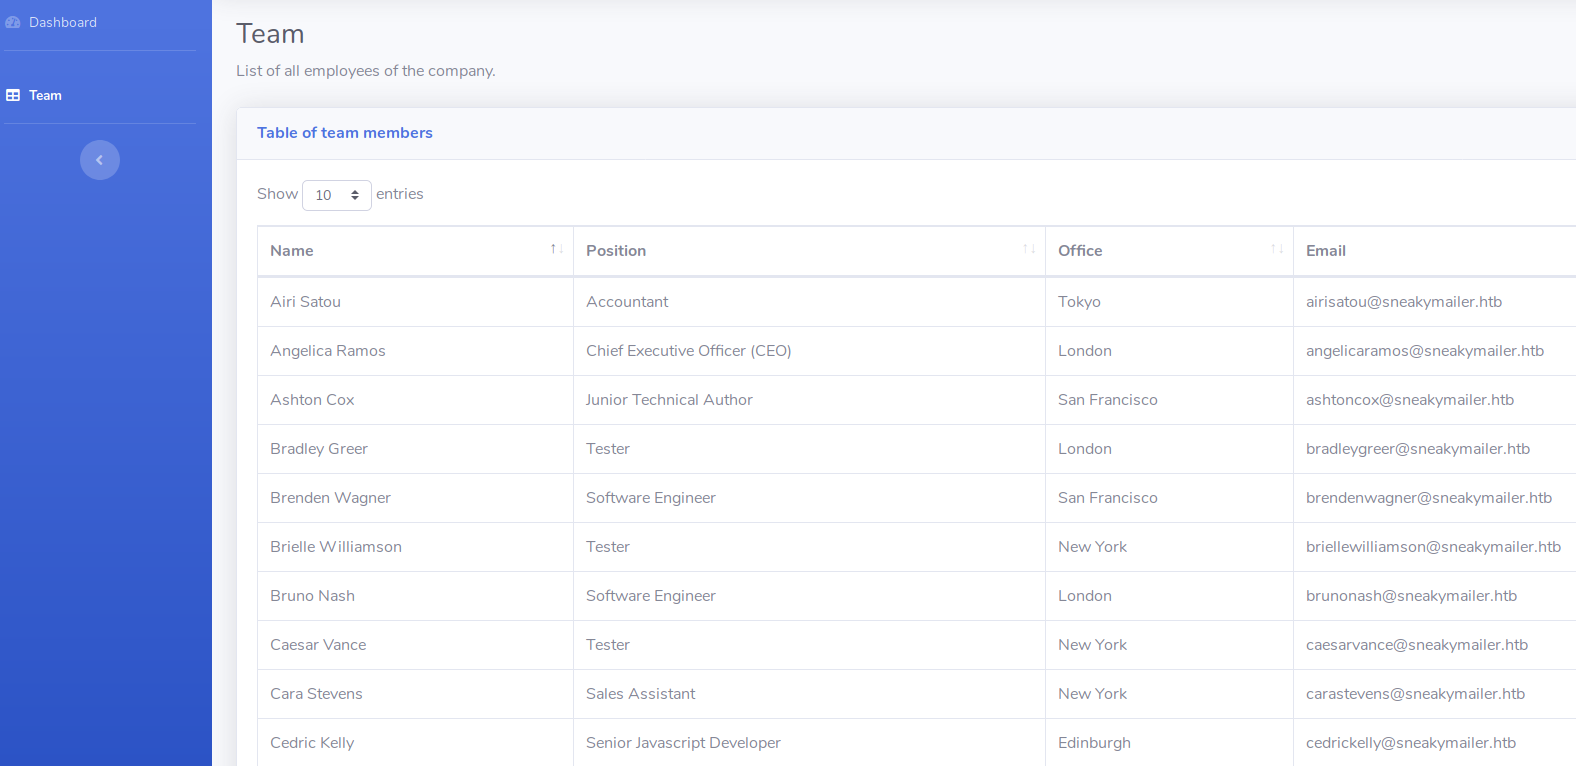 Dashboard
Team
Team
List of all employees of the company.
Table of team members
Show 10 entries
Name Position Office Email
Airi Satou Accountant Tokyo airisatou@sneakymailer.htb
Angelica Ramos Chief Executive Officer (CEO) London angelicaramos@sneakymailer.htb
Ashton Cox Junior Technical Author San Francisco ashtoncox@sneakymailer.htb
Bradley Greer Tester London bradleygreer@sneakymailer.htb
Brenden Wagner Software Engineer San Francisco brendenwagner@sneakymailer.htb
Brielle Williamson Tester New York briellewilliamson@sneakymailer.htb
Bruno Nash Software Engineer London brunonash@sneakymailer.htb
Caesar Vance Tester New York caesarvance@sneakymailer.htb
Cara Stevens Sales Assistant New York carastevens@sneakymailer.htb
Cedric Kelly Senior Javascript Developer Edinburgh cedrickelly@sneakymailer.htb